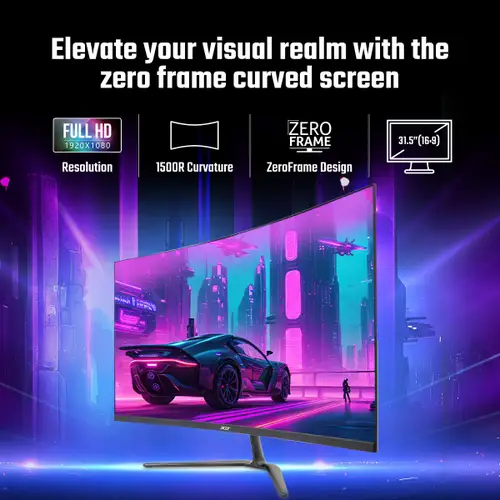 Elevate your visual realm with the
zero frame curved screen
FULL HD
1920X1080
Resolution
1500R Curvature
ZERO
FRAME
ZeroFrame Design
31.5"(16:9)
acer